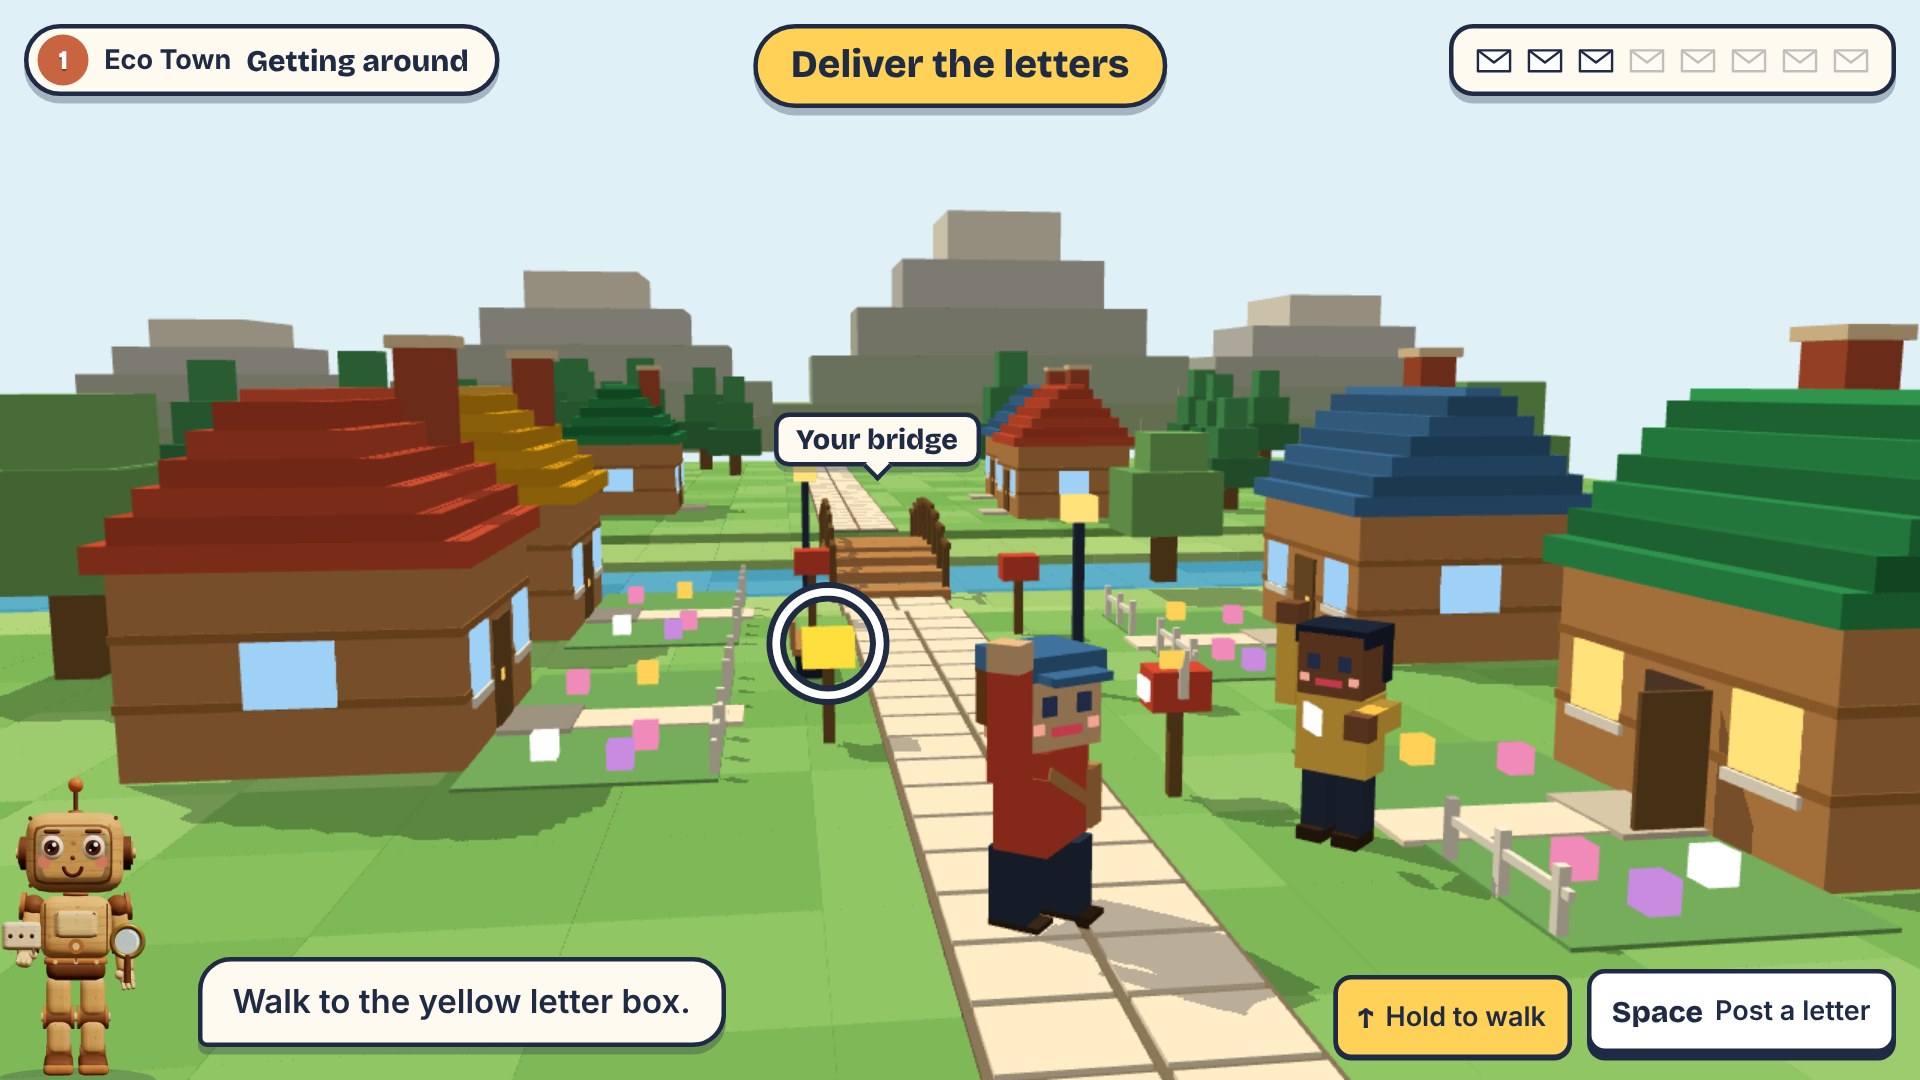 1 Eco Town Getting around
Deliver the letters
Your bridge
Walk to the yellow letter box.
↑ Hold to walk
Space Post a letter